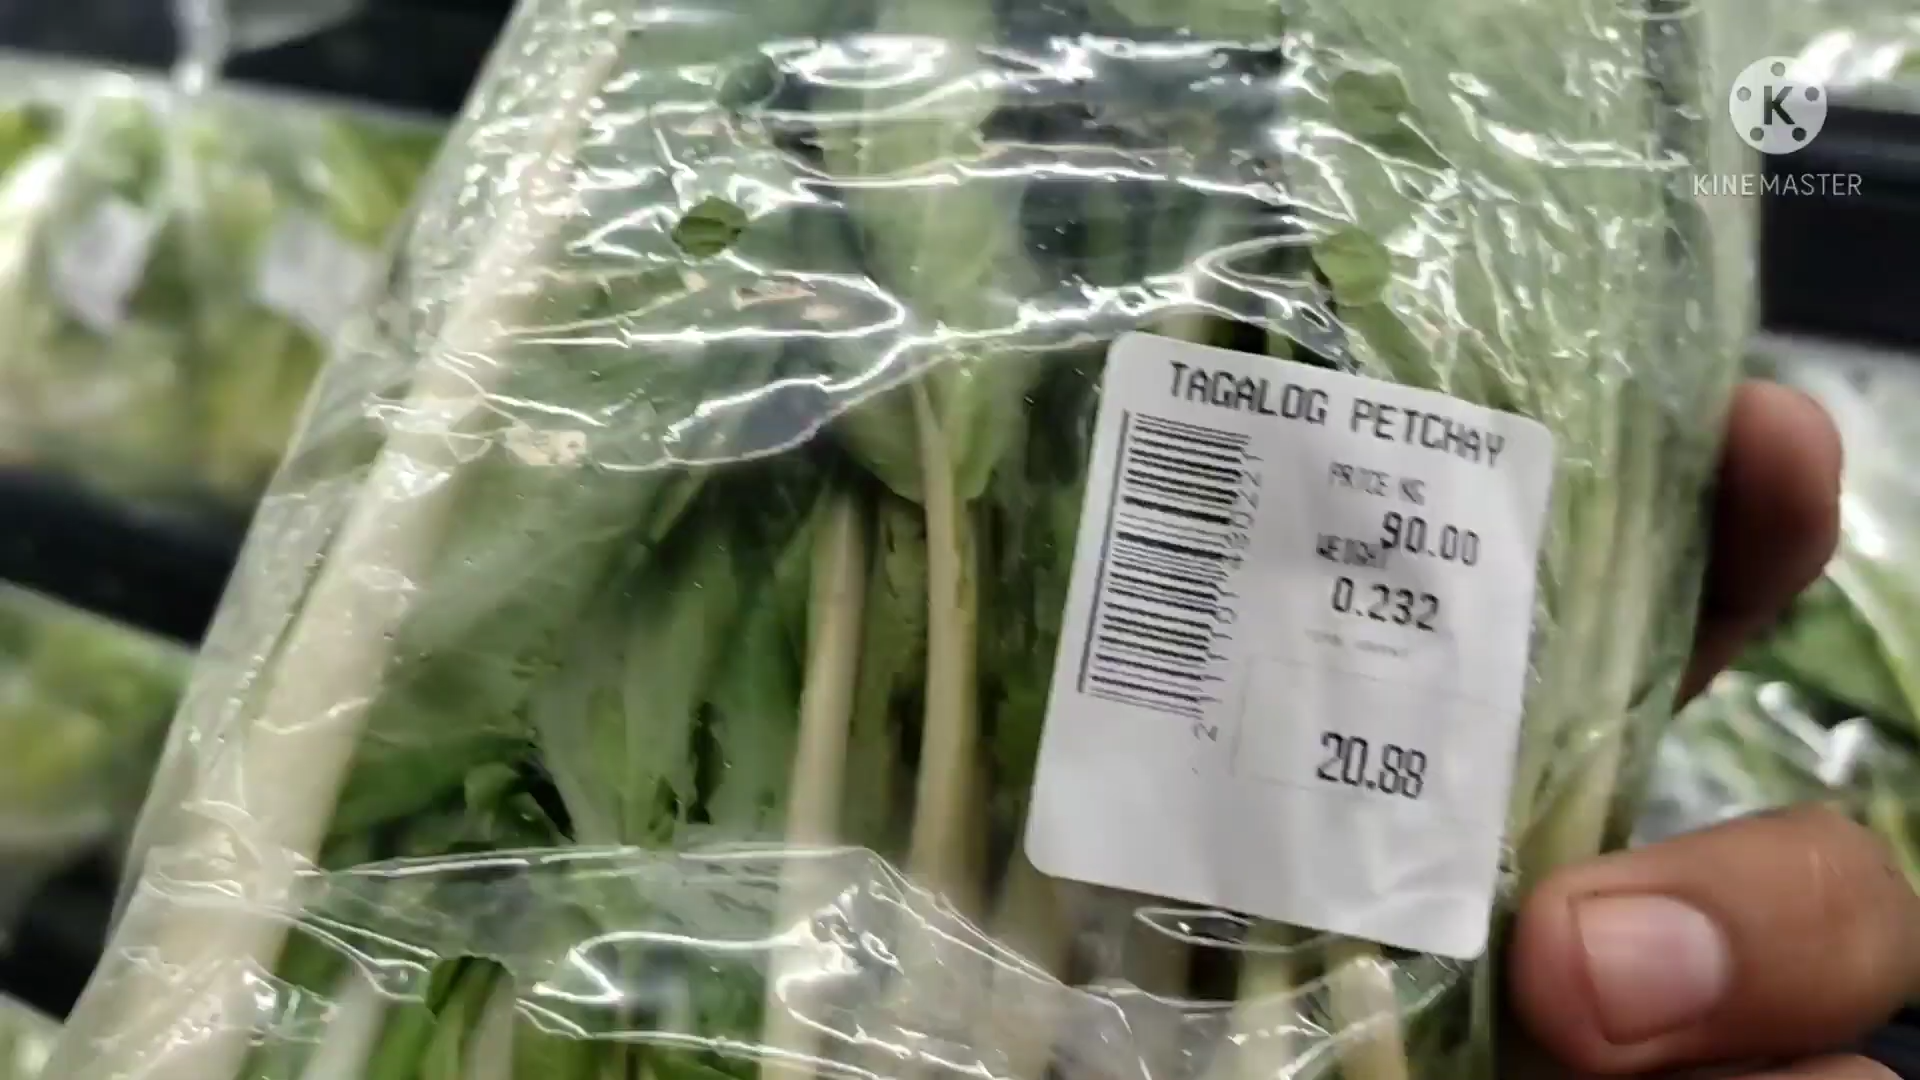 K
KINEMASTER
TAGALOG PETCHAY
PRICE KG
90.00
WEIGHT
0.232
20.88